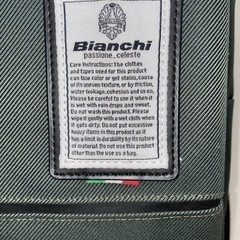 Bianchi
passione_celeste
Care Instructions: The clothes
and tapes used for this product
can lose color or get stains, cause
of its uneven texture, or by friction,
water leakage, cohesion and so on.
Please be careful to use it when
wet with rain drops and sweat.
Do not wash this product. Please
wipe it gently with a wet cloth when
it gets dirty. Do not put excessive
heavy items in this product as it
has a limit in durability by its nature
of material. Do not use this product
other than the use as a bag.